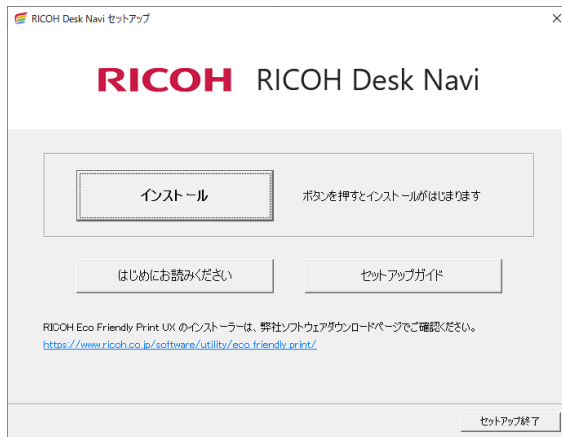 RICOH Desk Navi セットアップ
RICOH RICOH Desk Navi
インストール ボタンを押すとインストールがはじまります
はじめにお読みください セットアップガイド
RICOH Eco Friendly Print UX のインストーラーは、弊社ソフトウェアダウンロードページでご確認ください。
https://www.ricoh.co.jp/software/utility/eco friendly print/
セットアップ終了